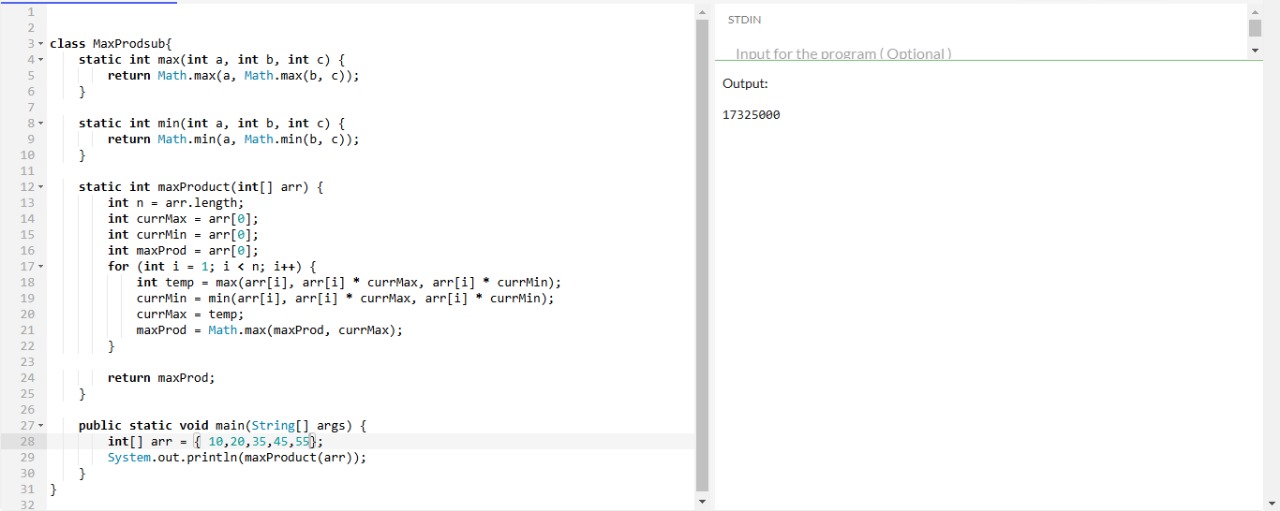 1
2
3 class MaxProdsub{
4 static int max(int a, int b, int c) {
5 return Math.max(a, Math.max(b, c));
6 }
7
8 static int min(int a, int b, int c) {
9 return Math.min(a, Math.min(b, c));
10 }
11
12 static int maxProduct(int[] arr) {
13 int n = arr.length;
14 int currMax = arr[0];
15 int currMin = arr[0];
16 int maxProd = arr[0];
17 for (int i = 1; i < n; i++) {
18 int temp = max(arr[i], arr[i] * currMax, arr[i] * currMin);
19 currMin = min(arr[i], arr[i] * currMax, arr[i] * currMin);
20 currMax = temp;
21 maxProd = Math.max(maxProd, currMax);
22 }
23
24 return maxProd;
25 }
26
27 public static void main(String[] args) {
28 int[] arr = { 10,20,35,45,55};
29 System.out.println(maxProduct(arr));
30 }
31 }
32
STDIN
Input for the program ( Optional )
Output:
17325000